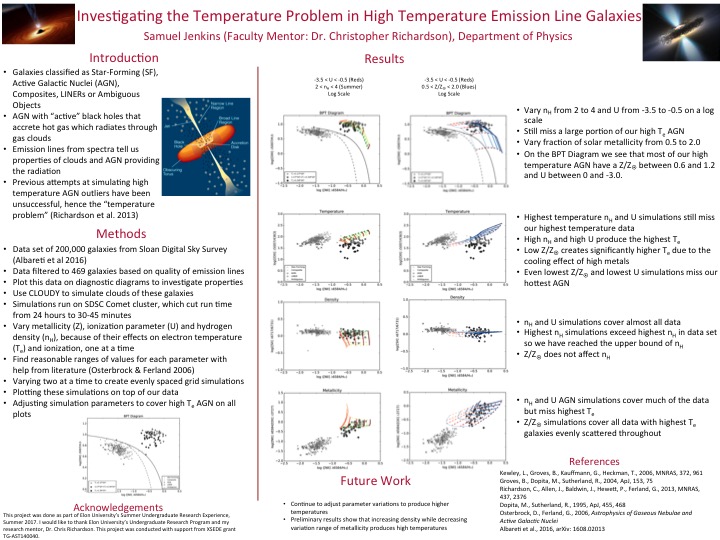 Investigating the Temperature Problem in High Temperature Emission Line Galaxies
Samuel Jenkins (Faculty Mentor: Dr. Christopher Richardson), Department of Physics
Introduction
• Galaxies classified as Star-Forming (SF),
Active Galactic Nuclei (AGN),
Composites, LINERs or Ambiguous
Objects
• AGN with “active” black holes that
accrete hot gas which radiates through
gas clouds
• Emission lines from spectra tell us
properties of clouds and AGN providing
the radiation
• Previous attempts at simulating high
temperature AGN outliers have been
unsuccessful, hence the “temperature
problem” (Richardson et al. 2013)
Narrow Line
Region
Broad Line
Region
Black
Hole
Accretion
Disk
Obscuring
Torus
Methods
• Data set of 200,000 galaxies from Sloan Digital Sky Survey
(Albareti et al 2016)
• Data filtered to 469 galaxies based on quality of emission lines
• Plot this data on diagnostic diagrams to investigate properties
• Use CLOUDY to simulate clouds of these galaxies
• Simulations run on SDSC Comet cluster, which cut run time
from 24 hours to 30-45 minutes
• Vary metallicity (Z), ionization parameter (U) and hydrogen
density (nH), because of their effects on electron temperature
(Te) and ionization, one at a time
• Find reasonable ranges of values for each parameter with
help from literature (Osterbrock & Ferland 2006)
• Varying two at a time to create evenly spaced grid simulations
• Plotting these simulations on top of our data
• Adjusting simulation parameters to cover high Te AGN on all
plots
BPT Diagram
Acknowledgements
This project was done as part of Elon University's Summer Undergraduate Research Experience,
Summer 2017. I would like to thank Elon University's Undergraduate Research Program and my
research mentor, Dr. Chris Richardson. This project was conducted with support from XSEDE grant
TG-AST140040.
Results
-3.5 < U < -0.5 (Reds)
2 < nH < 4 (Summer)
Log Scale
-3.5 < U < -0.5 (Reds)
0.5 < Z/Z⊙ < 2.0 (Blues)
Log Scale
BPT Diagram
BPT Diagram
• Vary nH from 2 to 4 and U from -3.5 to -0.5 on a log
scale
• Still miss a large portion of our high Te AGN
• Vary fraction of solar metallicity from 0.5 to 2.0
• On the BPT Diagram we see that most of our high
temperature AGN have a Z/Z⊙ between 0.6 and 1.2
and U between 0 and -3.0.
Temperature
Temperature
• Highest temperature nH and U simulations still miss
our highest temperature data
• High nH and high U produce the highest Te
• Low Z/Z⊙ creates significantly higher Te due to the
cooling effect of high metals
• Even lowest Z/Z⊙ and lowest U simulations miss our
hottest AGN
Density
Density
• nH and U simulations cover almost all data
• Highest nH simulations exceed highest nH in data set
so we have reached the upper bound of nH
• Z/Z⊙ does not affect nH
Metallicity
Metallicity
• nH and U AGN simulations cover much of the data
but miss highest Te
• Z/Z⊙ simulations cover all data with highest Te
galaxies evenly scattered throughout
Future Work
• Continue to adjust parameter variations to produce higher
temperatures
• Preliminary results show that increasing density while decreasing
variation range of metallicity produces high temperatures
References
Kewley, L., Groves, B., Kauffmann, G., Heckman, T., 2006, MNRAS, 372, 961
Groves, B., Dopita, M., Sutherland, R., 2004, ApJ, 153, 75
Richardson, C., Allen, J., Baldwin, J., Hewett, P., Ferland, G., 2013, MNRAS,
437, 2376
Dopita, M., Sutherland, R., 1995, ApJ, 455, 468
Osterbrock, D., Ferland, G., 2006, Astrophysics of Gaseous Nebulae and
Active Galactic Nuclei
Albareti et al., 2016, arXiv: 1608.02013